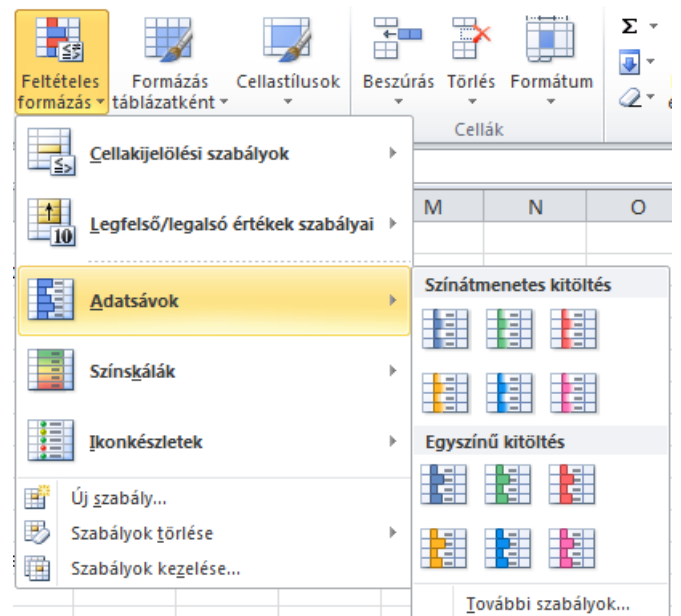 Feltételes formázás
Formázás táblázatként
Cellastílusok
Beszúrás
Törlés
Formátum
Σ
Cellák
Cellakijelölési szabályok
Legfelső/legalsó értékek szabályai
10
M
N
O
Adatsávok
Színátmenetes kitöltés
Színskálák
Ikonkészletek
Egyszínű kitöltés
Új szabály...
Szabályok törlése
Szabályok kezelése...
További szabályok...